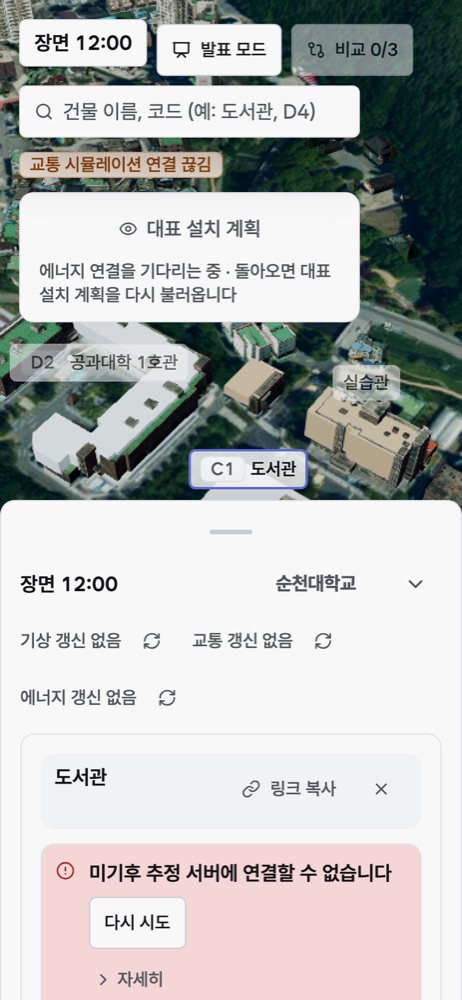 장면 12:00
발표 모드
비교 0/3
건물 이름, 코드 (예: 도서관, D4)
교통 시뮬레이션 연결 끊김
대표 설치 계획
에너지 연결을 기다리는 중 · 돌아오면 대표
설치 계획을 다시 불러옵니다
D2 공과대학 1호관
실습관
C1 도서관
장면 12:00
순천대학교
기상 갱신 없음
교통 갱신 없음
에너지 갱신 없음
도서관
링크 복사
미기후 추정 서버에 연결할 수 없습니다
다시 시도
자세히